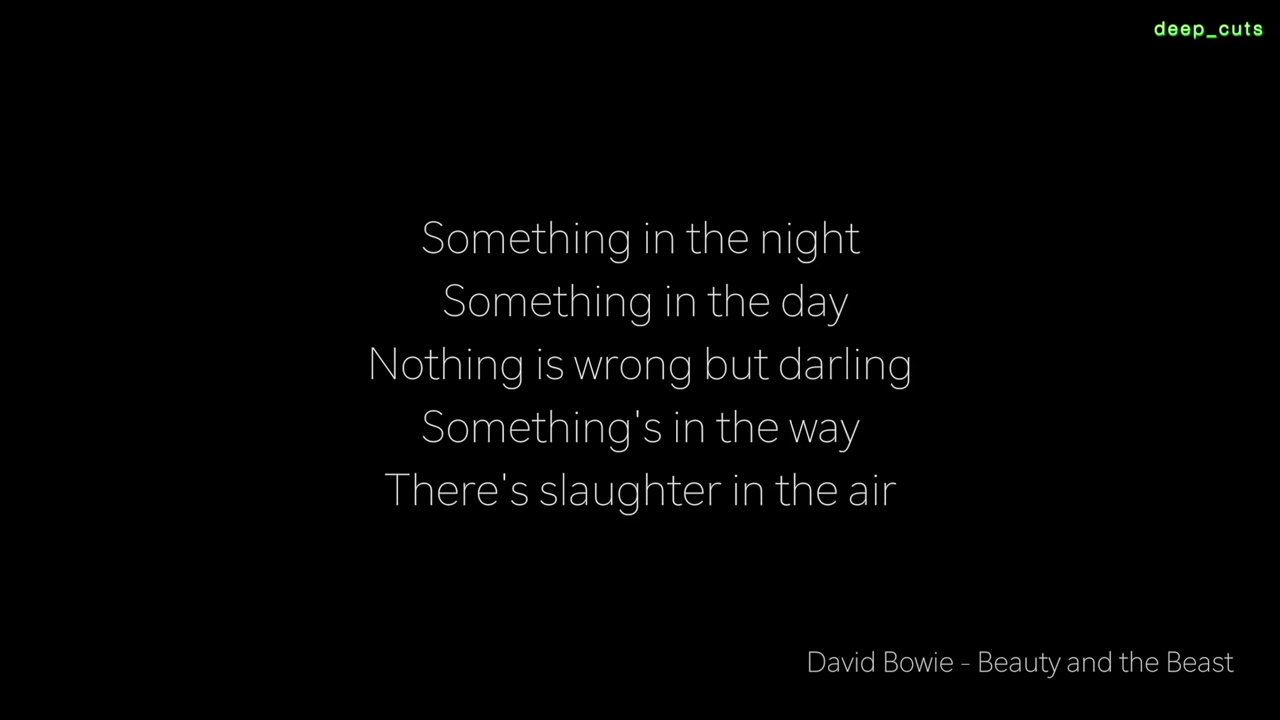 deep_cuts
Something in the night
Something in the day
Nothing is wrong but darling
Something's in the way
There's slaughter in the air
David Bowie - Beauty and the Beast